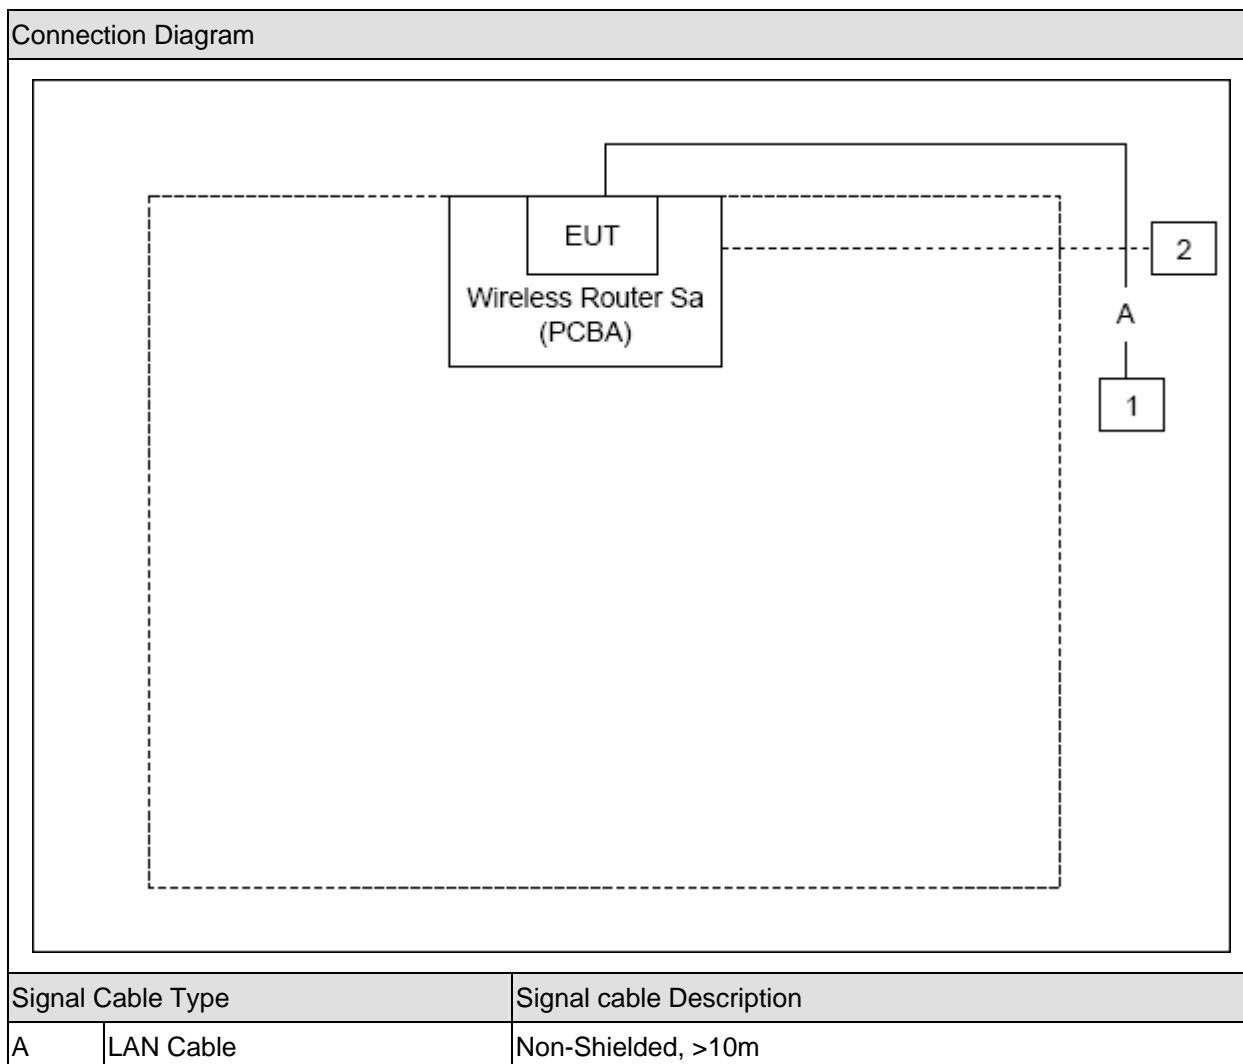 Connection Diagram
EUT
2
Wireless Router Sa
(PCBA)
A
1
Signal Cable Type
Signal cable Description
A
LAN Cable
Non-Shielded, >10m